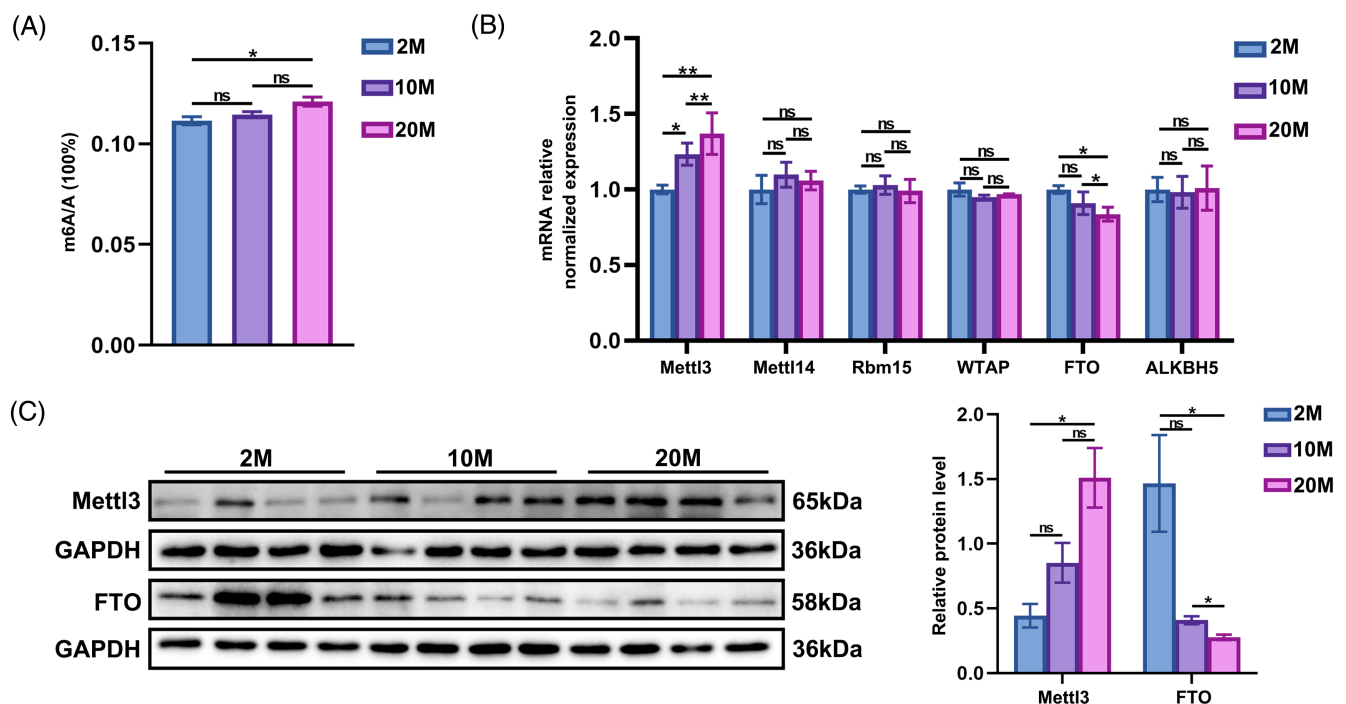 (A)
0.15
0.10
0.05
0.00
m6A/A (100%)
*
ns
ns
2M
10M
20M
(B)
2.0
1.5
1.0
0.5
0.0
mRNA relative
normalized expression
**
**
*
ns
ns
ns
ns
ns
ns
ns
ns
ns
*
ns
*
ns
ns
ns
Mettl3
Mettl14
Rbm15
WTAP
FTO
ALKBH5
2M
10M
20M
(C)
2M
10M
20M
Mettl3
65kDa
GAPDH
36kDa
FTO
58kDa
GAPDH
36kDa
2.0
1.5
1.0
0.5
0.0
Relative protein level
*
ns
ns
*
ns
*
Mettl3
FTO
2M
10M
20M